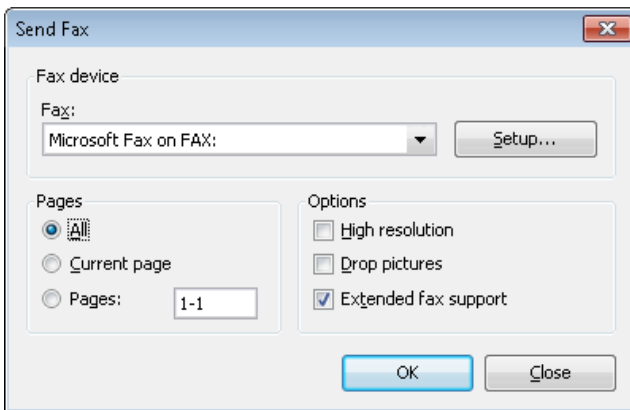 Send Fax
Fax device
Fax:
Microsoft Fax on FAX:
Setup...
Pages
All
Current page
Pages: 1-1
Options
High resolution
Drop pictures
Extended fax support
OK
Close